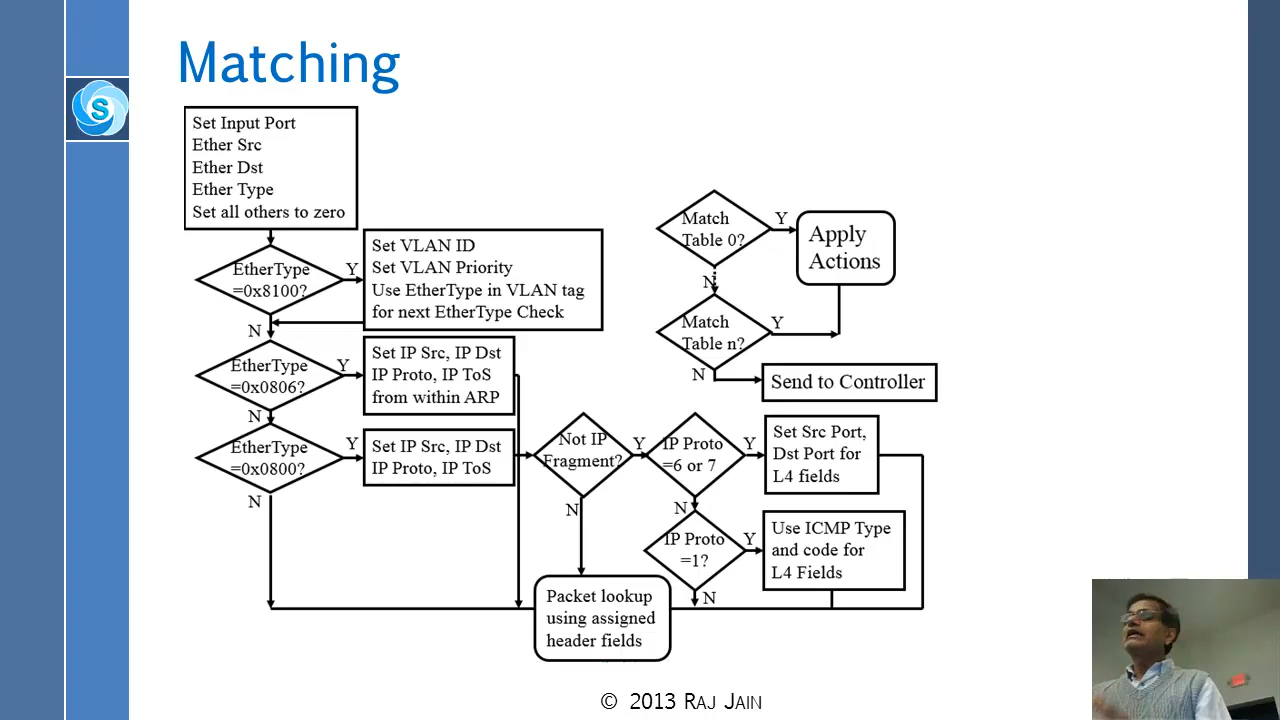 Matching
S
Set Input Port
Ether Src
Ether Dst
Ether Type
Set all others to zero
EtherType
=0x8100?
Y
Set VLAN ID
Set VLAN Priority
Use EtherType in VLAN tag
for next EtherType Check
N
EtherType
=0x0806?
Y
Set IP Src, IP Dst
IP Proto, IP ToS
from within ARP
N
EtherType
=0x0800?
Y
Set IP Src, IP Dst
IP Proto, IP ToS
N
Not IP
Fragment?
Y
N
IP Proto
=6 or 7
Y
Set Src Port,
Dst Port for
L4 fields
N
IP Proto
=1?
Y
Use ICMP Type
and code for
L4 Fields
N
Packet lookup
using assigned
header fields
Match
Table 0?
Y
Apply
Actions
N
Match
Table n?
Y
N
Send to Controller
© 2013 RAJ JAIN